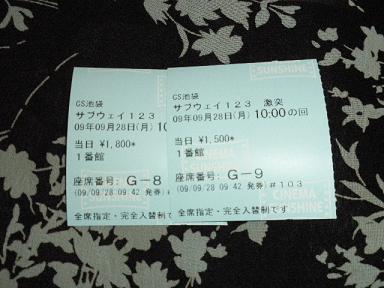 GS池袋
サブウェイ１２３
09年09月28日(月) 10
当日 ¥1,800*
１番館
座席番号: G－8
(09/09/28 09:42 発券)
全席指定・完全入替制で
SUNSHINE
GS池袋
サブウェイ１２３ 激突
09年09月28日(月) 10:00の回
当日 ¥1,500*
１番館
座席番号: G－9
(09/09/28 09:42 発券) #103
CINEMA
SUNSHINE
全席指定・完全入替制です